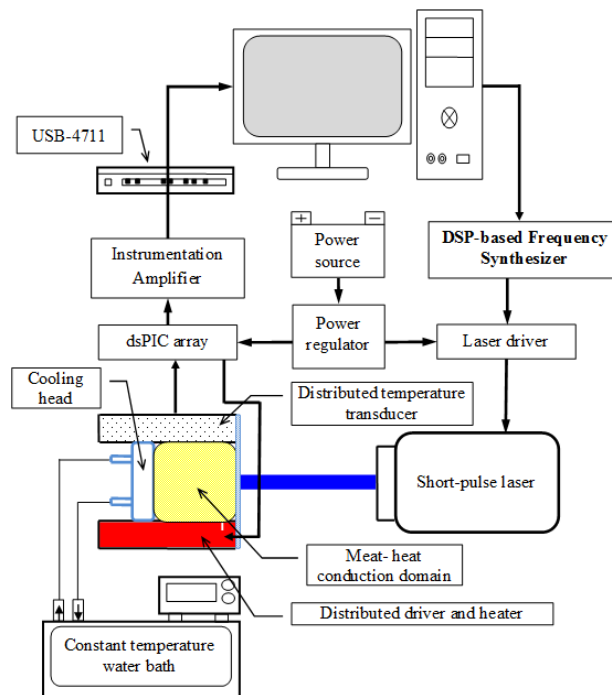 USB-4711
+
−
Power
source
DSP-based Frequency
Synthesizer
Instrumentation
Amplifier
dsPIC array
Power
regulator
Laser driver
Cooling
head
Distributed temperature
transducer
Short-pulse laser
Meat- heat
conduction domain
Distributed driver and heater
Constant temperature
water bath